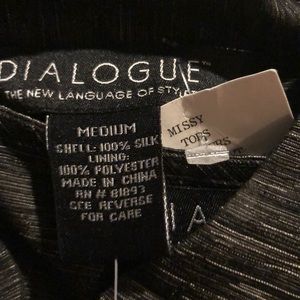 DIALOGUE
THE NEW LANGUAGE OF STYLE
MISSY
TOPS
MEDIUM
SHELL: 100% SILK
LINING:
100% POLYESTER
MADE IN CHINA
RN # 81893
SEE REVERSE
FOR CARE
IA